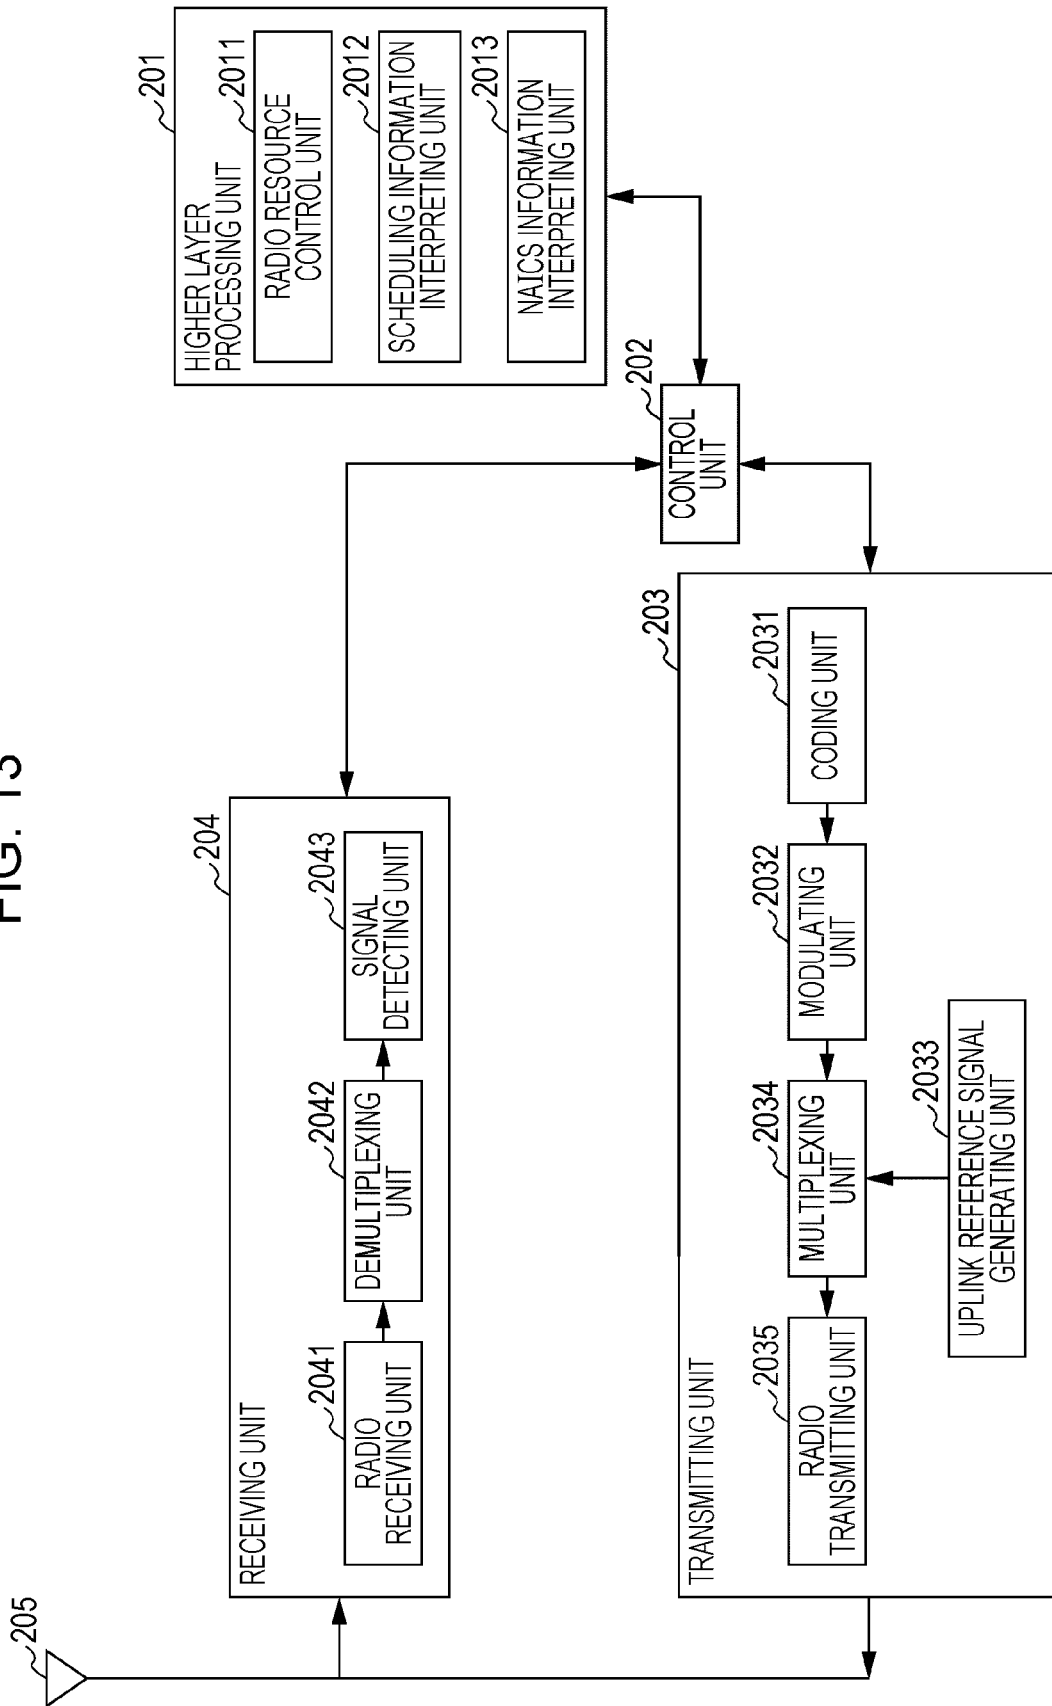 FIG. 13
205
RECEIVING UNIT
204
2041
RADIO
RECEIVING UNIT
2042
DEMULTIPLEXING
UNIT
2043
SIGNAL
DETECTING UNIT
201
HIGHER LAYER
PROCESSING UNIT
2011
RADIO RESOURCE
CONTROL UNIT
2012
SCHEDULING INFORMATION
INTERPRETING UNIT
2013
NAICS INFORMATION
INTERPRETING UNIT
202
CONTROL
UNIT
203
TRANSMITTING UNIT
2035
RADIO
TRANSMITTING UNIT
2034
MULTIPLEXING
UNIT
2032
MODULATING
UNIT
2031
CODING UNIT
2033
UPLINK REFERENCE SIGNAL
GENERATING UNIT